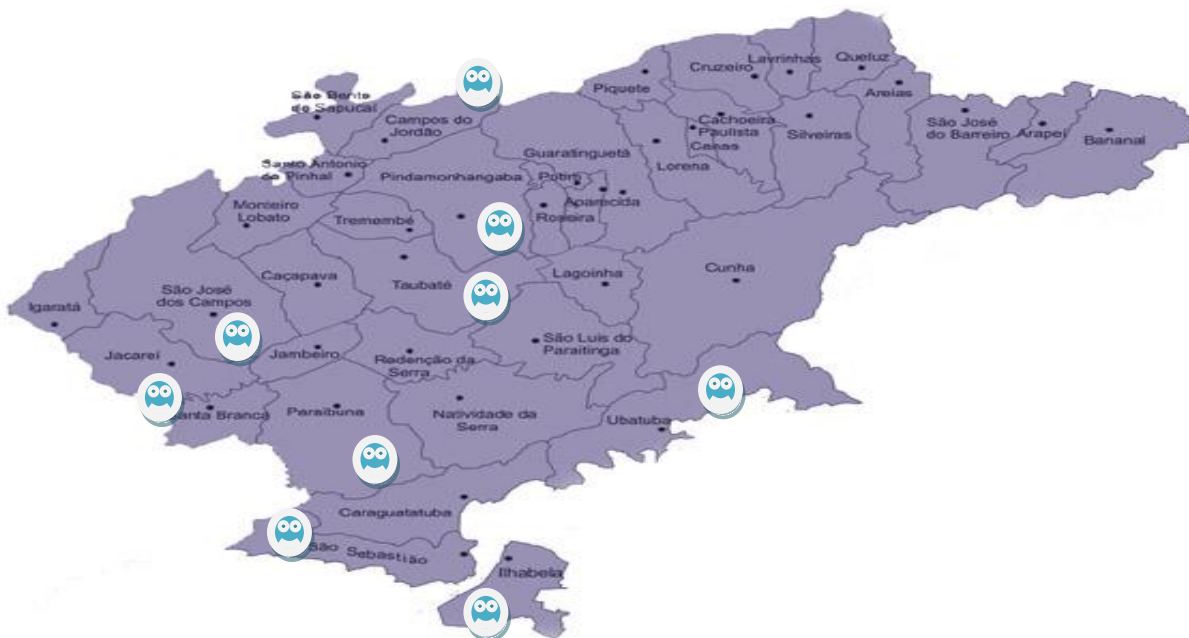 São Bento
do Sapucaí
Campos do
Jordão
Santo Antonio
do Pinhal
Monteiro
Lobato
Pindamonhangaba
Tremembé
Guaratinguetá
Potim
Aparecida
Roseira
Piquete
Cruzeiro
Lavrinhas
Queluz
Areias
Cachoeira
Paulista
Canas
Lorena
Silveiras
São José
do Barreiro
Arapeí
Bananal
Igaratá
São José
dos Campos
Caçapava
Taubaté
Lagoinha
Cunha
Jacareí
Jambeiro
Redenção da
Serra
São Luis do
Paraitinga
Santa Branca
Paraibuna
Natividade da
Serra
Ubatuba
Caraguatatuba
São Sebastião
Ilhabela